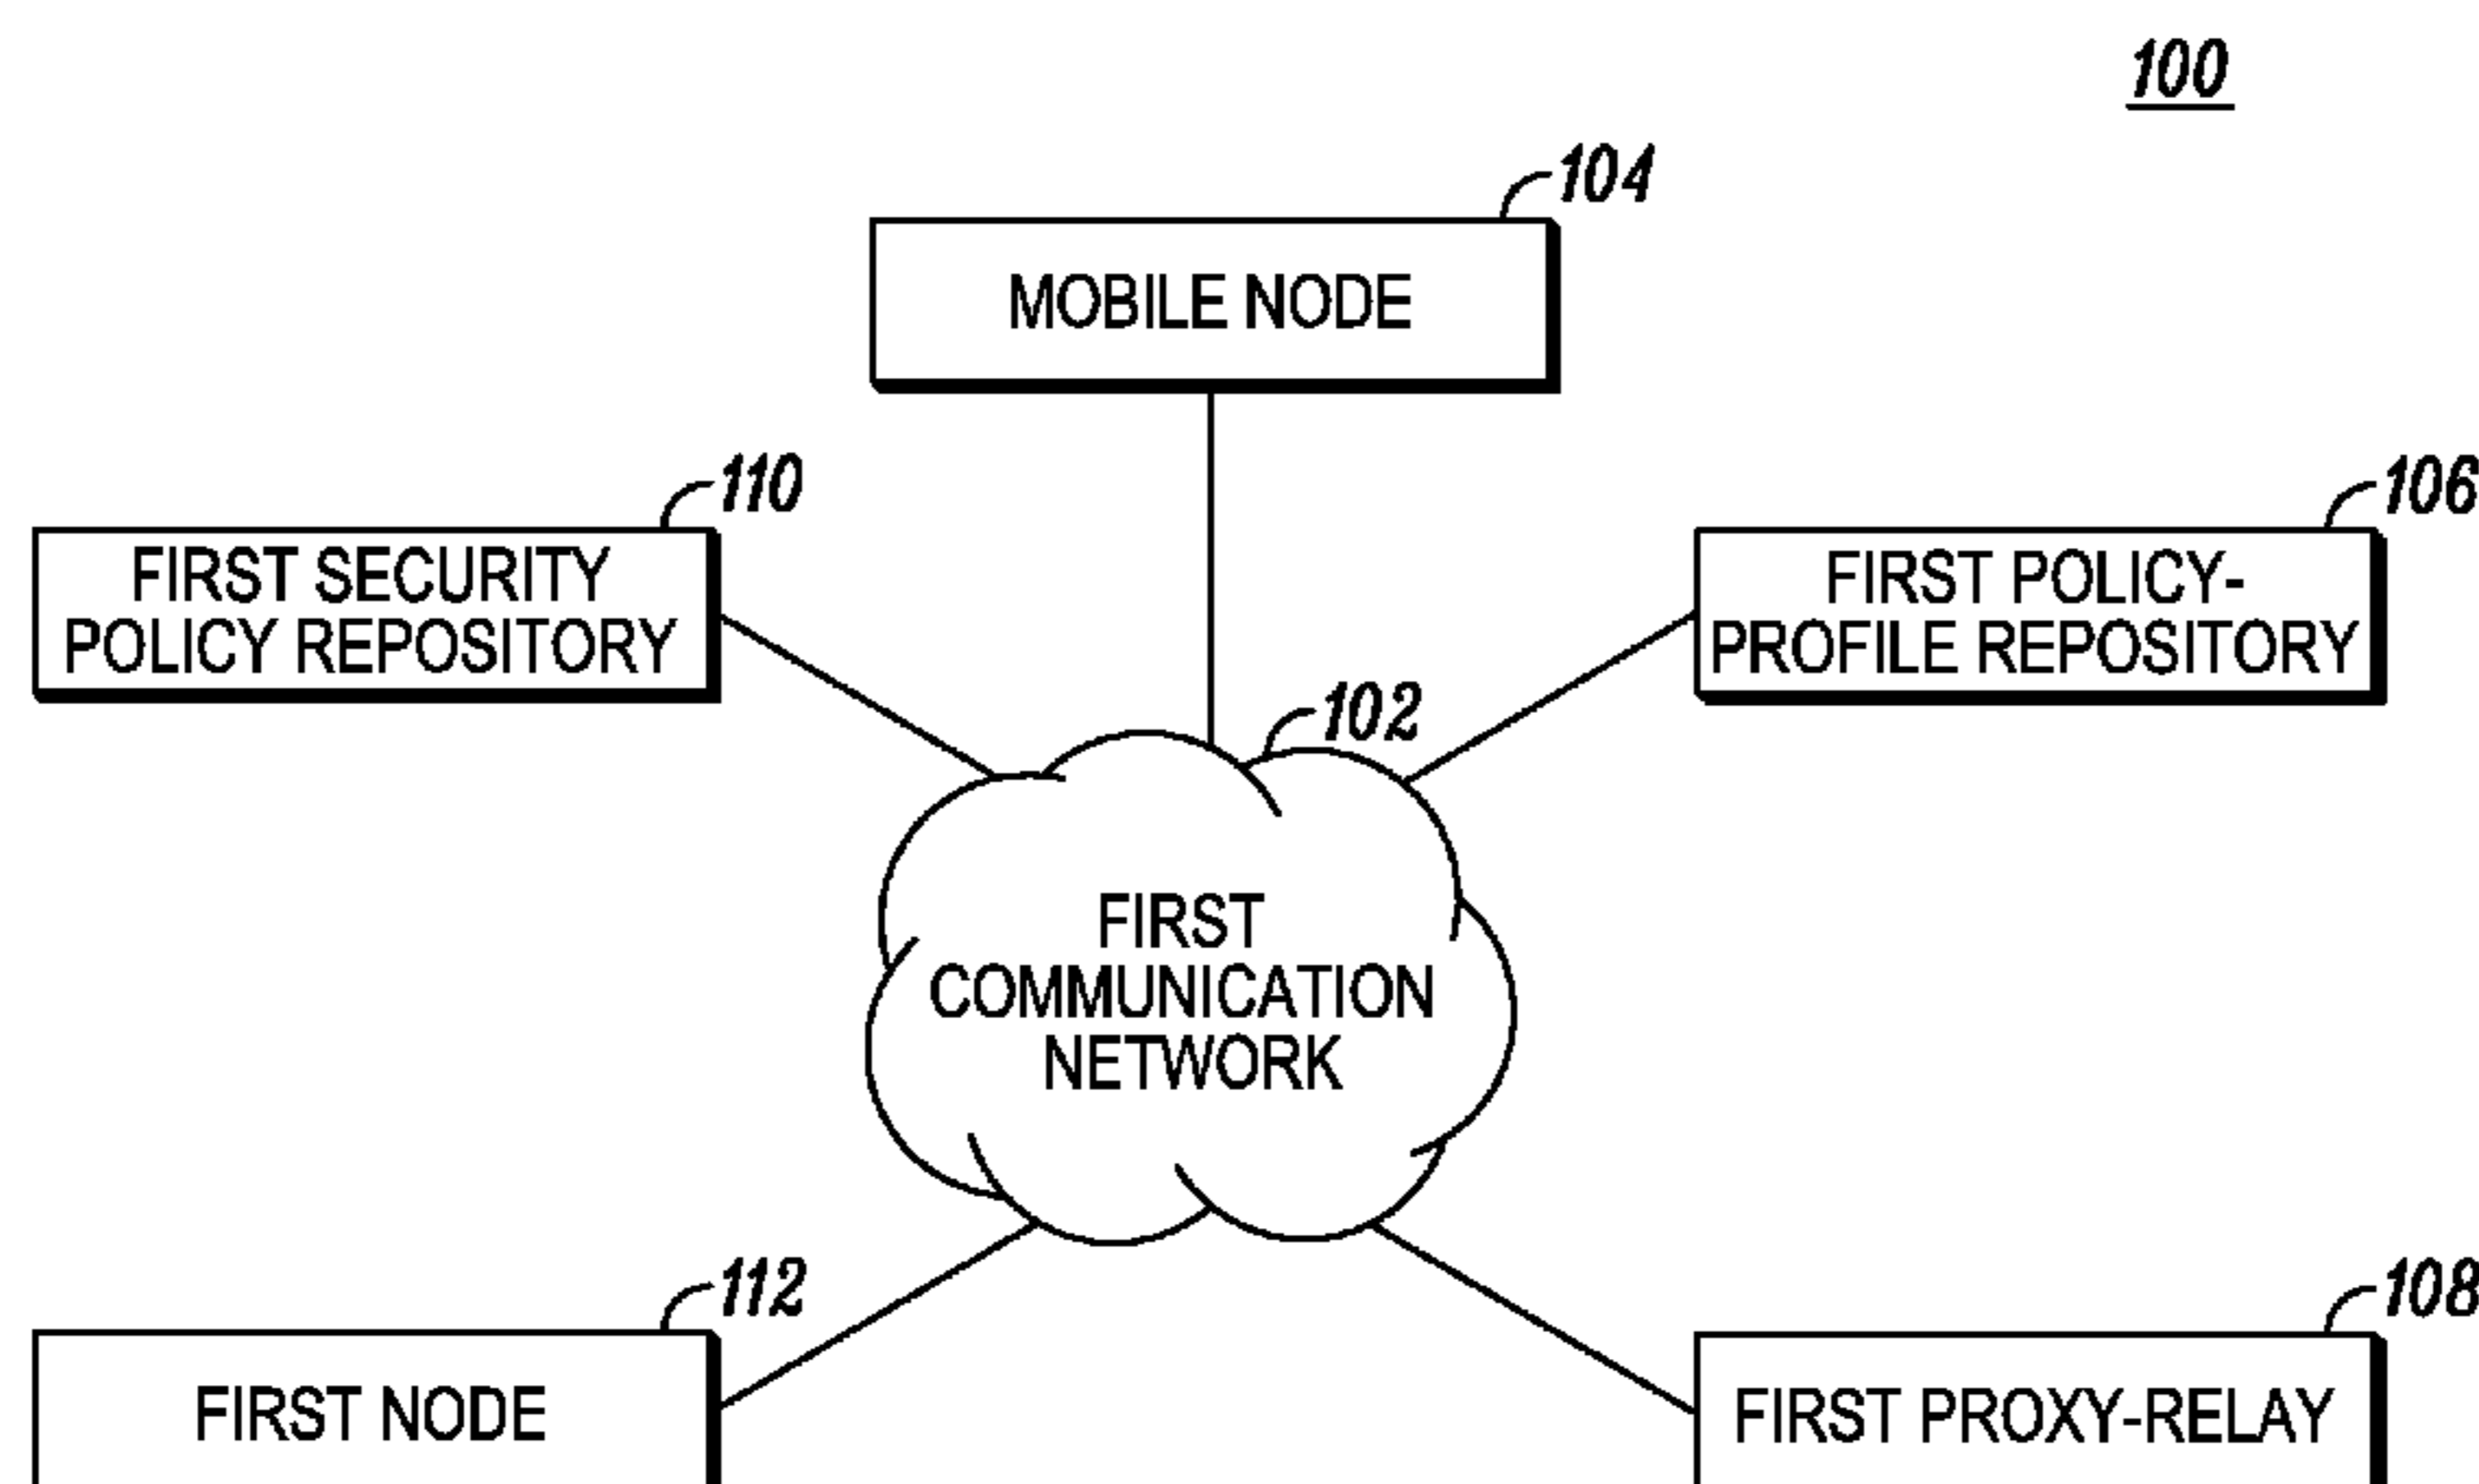 100
104
MOBILE NODE
110
FIRST SECURITY
POLICY REPOSITORY
106
FIRST POLICY-
PROFILE REPOSITORY
102
FIRST
COMMUNICATION
NETWORK
112
FIRST NODE
108
FIRST PROXY-RELAY